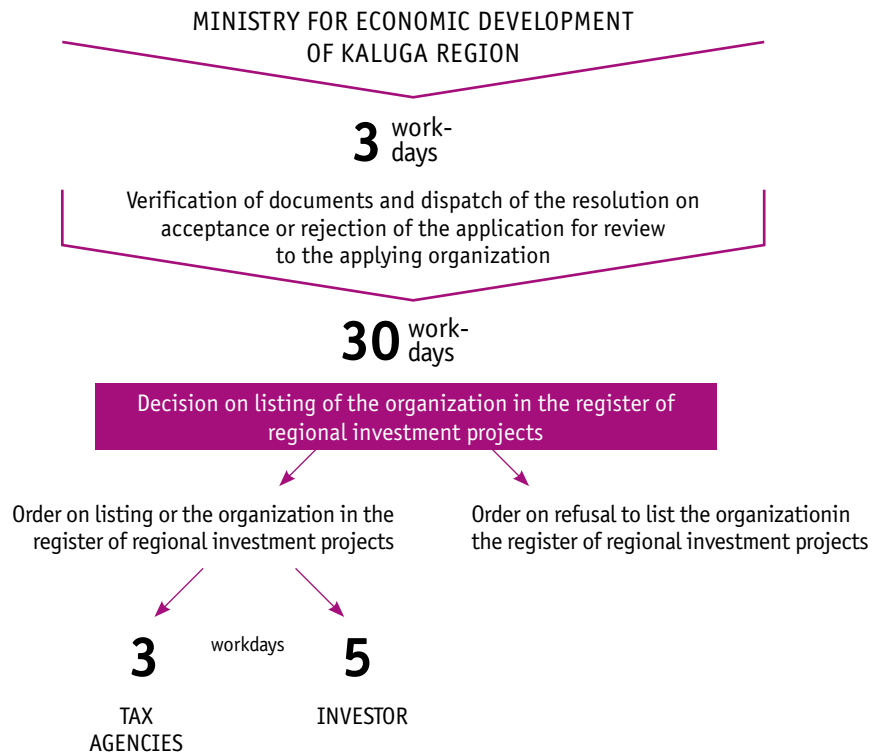 MINISTRY FOR ECONOMIC DEVELOPMENT
OF KALUGA REGION
3 work-
days
Verification of documents and dispatch of the resolution on
acceptance or rejection of the application for review
to the applying organization
30 work-
days
Decision on listing of the organization in the register of
regional investment projects
Order on listing or the organization in the
register of regional investment projects
Order on refusal to list the organizationin
the register of regional investment projects
3 workdays 5
TAX
AGENCIES
INVESTOR